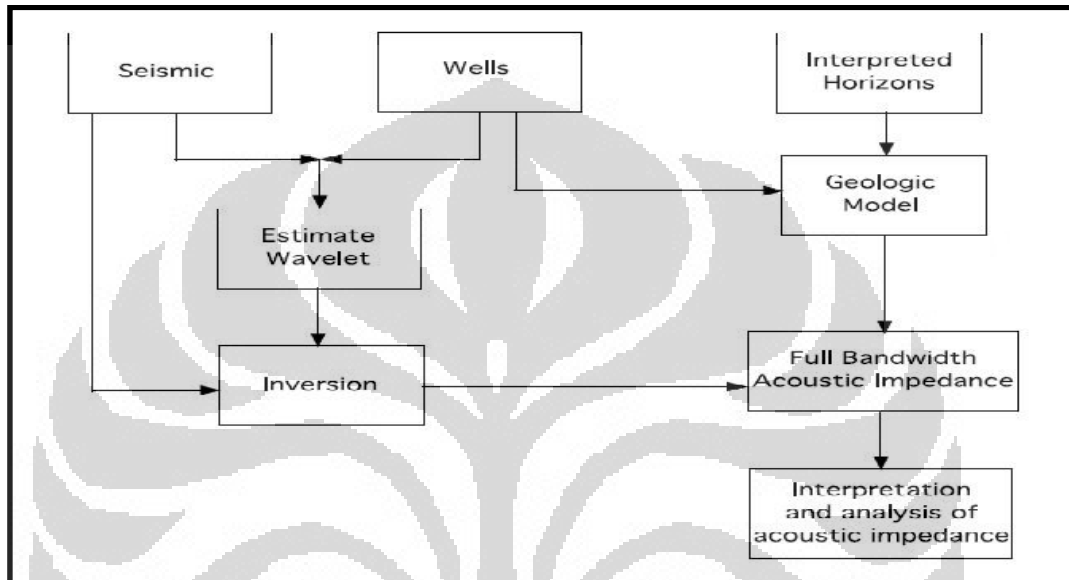 Seismic
Wells
Interpreted
Horizons
Geologic
Model
Estimate
Wavelet
Inversion
Full Bandwidth
Acoustic Impedance
Interpretation
and analysis of
acoustic impedance